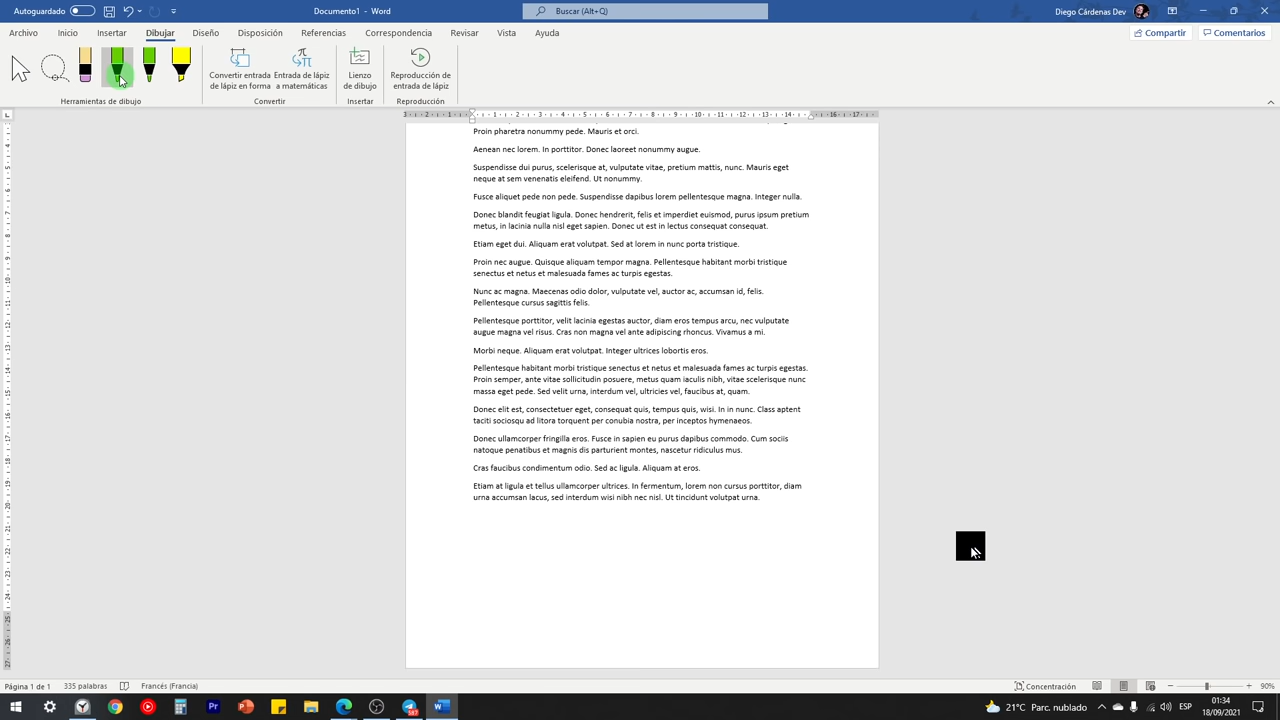 Autoguardado
Documento1 - Word
Buscar (Alt+Q)
Diego Cárdenas Dev
Archivo Inicio Insertar Dibujar Diseño Disposición Referencias Correspondencia Revisar Vista Ayuda
Compartir Comentarios
Convertir entrada de lápiz en forma
Entrada de lápiz a matemáticas
Lienzo de dibujo
Reproducción de entrada de lápiz
Herramientas de dibujo Convertir Insertar Reproducción
Proin pharetra nonummy pede. Mauris et orci.
Aenean nec lorem. In porttitor. Donec laoreet nonummy augue.
Suspendisse dui purus, scelerisque at, vulputate vitae, pretium mattis, nunc. Mauris eget
neque at sem venenatis eleifend. Ut nonummy.
Fusce aliquet pede non pede. Suspendisse dapibus lorem pellentesque magna. Integer nulla.
Donec blandit feugiat ligula. Donec hendrerit, felis et imperdiet euismod, purus ipsum pretium
metus, in lacinia nulla nisl eget sapien. Donec ut est in lectus consequat consequat.
Etiam eget dui. Aliquam erat volutpat. Sed at lorem in nunc porta tristique.
Proin nec augue. Quisque aliquam tempor magna. Pellentesque habitant morbi tristique
senectus et netus et malesuada fames ac turpis egestas.
Nunc ac magna. Maecenas odio dolor, vulputate vel, auctor ac, accumsan id, felis.
Pellentesque cursus sagittis felis.
Pellentesque porttitor, velit lacinia egestas auctor, diam eros tempus arcu, nec vulputate
augue magna vel risus. Cras non magna vel ante adipiscing rhoncus. Vivamus a mi.
Morbi neque. Aliquam erat volutpat. Integer ultrices lobortis eros.
Pellentesque habitant morbi tristique senectus et netus et malesuada fames ac turpis egestas.
Proin semper, ante vitae sollicitudin posuere, metus quam iaculis nibh, vitae scelerisque nunc
massa eget pede. Sed velit urna, interdum vel, ultricies vel, faucibus at, quam.
Donec elit est, consectetuer eget, consequat quis, tempus quis, wisi. In in nunc. Class aptent
taciti sociosqu ad litora torquent per conubia nostra, per inceptos hymenaeos.
Donec ullamcorper fringilla eros. Fusce in sapien eu purus dapibus commodo. Cum sociis
natoque penatibus et magnis dis parturient montes, nascetur ridiculus mus.
Cras faucibus condimentum odio. Sed ac ligula. Aliquam at eros.
Etiam at ligula et tellus ullamcorper ultrices. In fermentum, lorem non cursus porttitor, diam
urna accumsan lacus, sed interdum wisi nibh nec nisl. Ut tincidunt volutpat urna.
Página 1 de 1 335 palabras Francés (Francia)
Concentración
90%
21°C Parc. nublado
ESP
01:34
18/09/2021